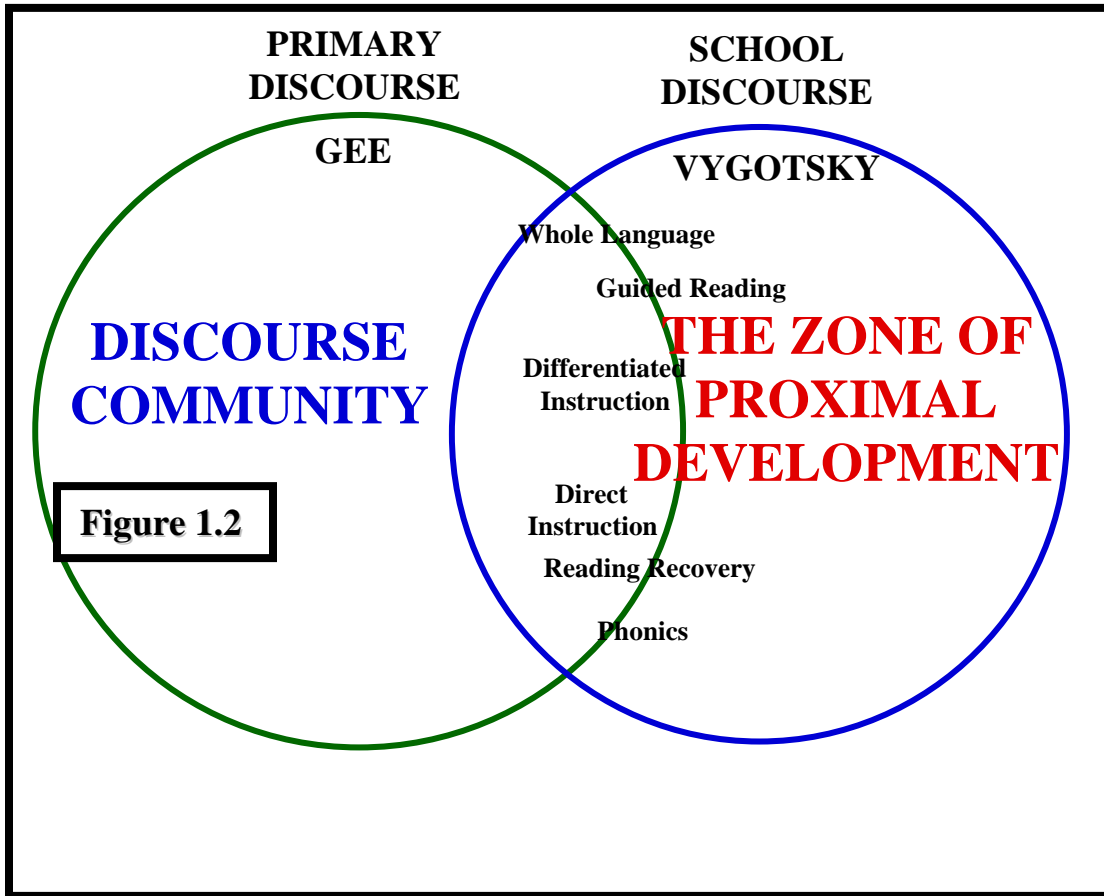 PRIMARY
DISCOURSE
SCHOOL
DISCOURSE
GEE
VYGOTSKY
Whole Language
Guided Reading
DISCOURSE
COMMUNITY
THE ZONE OF
PROXIMAL
DEVELOPMENT
Differentiated
Instruction
Direct
Instruction
Figure 1.2
Reading Recovery
Phonics